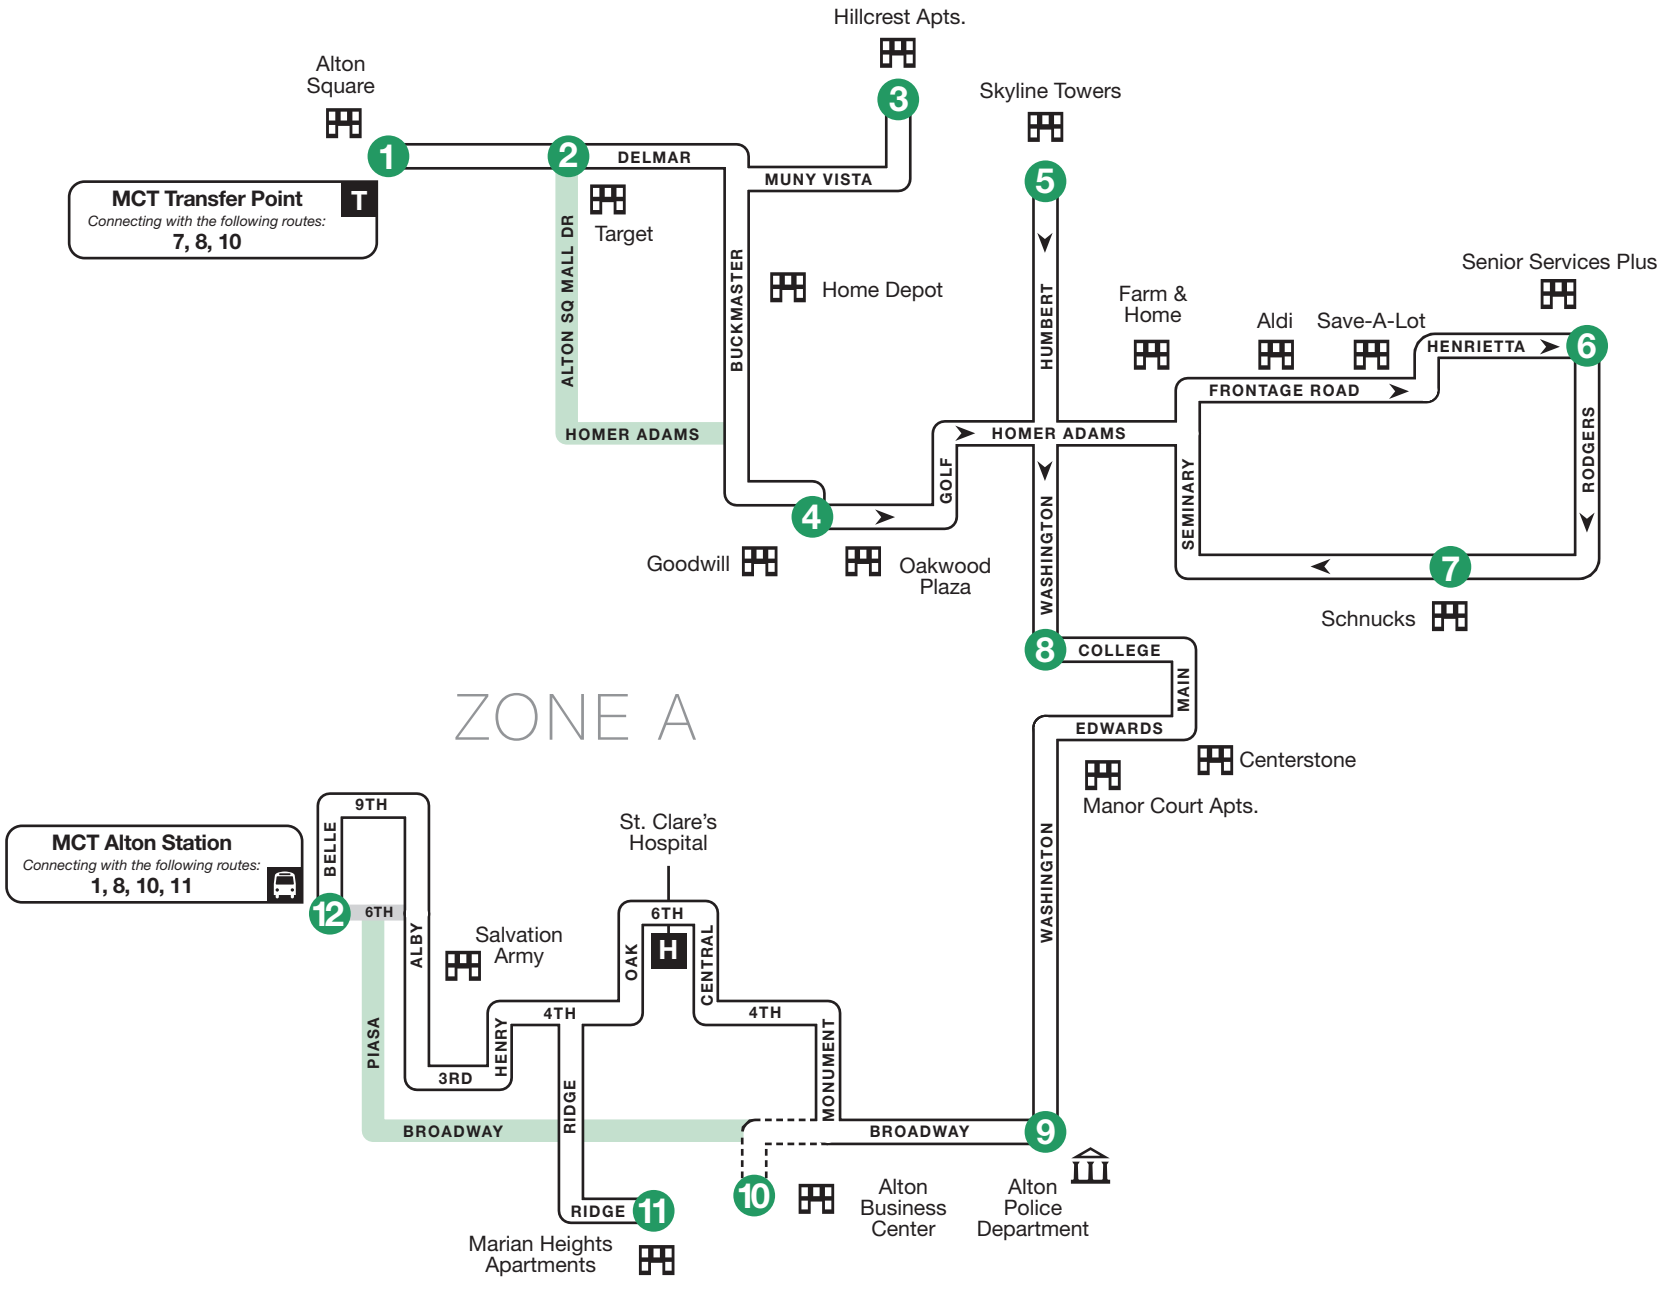 Hillcrest Apts.
3
Alton
Square
Skyline Towers
1
2
DELMAR
MUNY VISTA
5
MCT Transfer Point
T
Connecting with the following routes:
7, 8, 10
Target
ALTON SQ MALL DR
BUCKMASTER
Home Depot
HUMBERT
Senior Services Plus
Farm &
Home
Aldi
Save-A-Lot
HENRIETTA
6
FRONTAGE ROAD
RODGERS
HOMER ADAMS
HOMER ADAMS
GOLF
SEMINARY
4
WASHINGTON
Goodwill
Oakwood
Plaza
7
Schnucks
8
COLLEGE
MAIN
EDWARDS
ZONE A
Centerstone
Manor Court Apts.
9TH
BELLE
MCT Alton Station
Connecting with the following routes:
1, 8, 10, 11
St. Clare’s
Hospital
WASHINGTON
12
6TH
ALBY
Salvation
Army
6TH
H
OAK
CENTRAL
4TH
4TH
PIASA
HENRY
3RD
RIDGE
MONUMENT
BROADWAY
BROADWAY
9
10
11
RIDGE
Marian Heights
Apartments
Alton
Business
Center
Alton
Police
Department